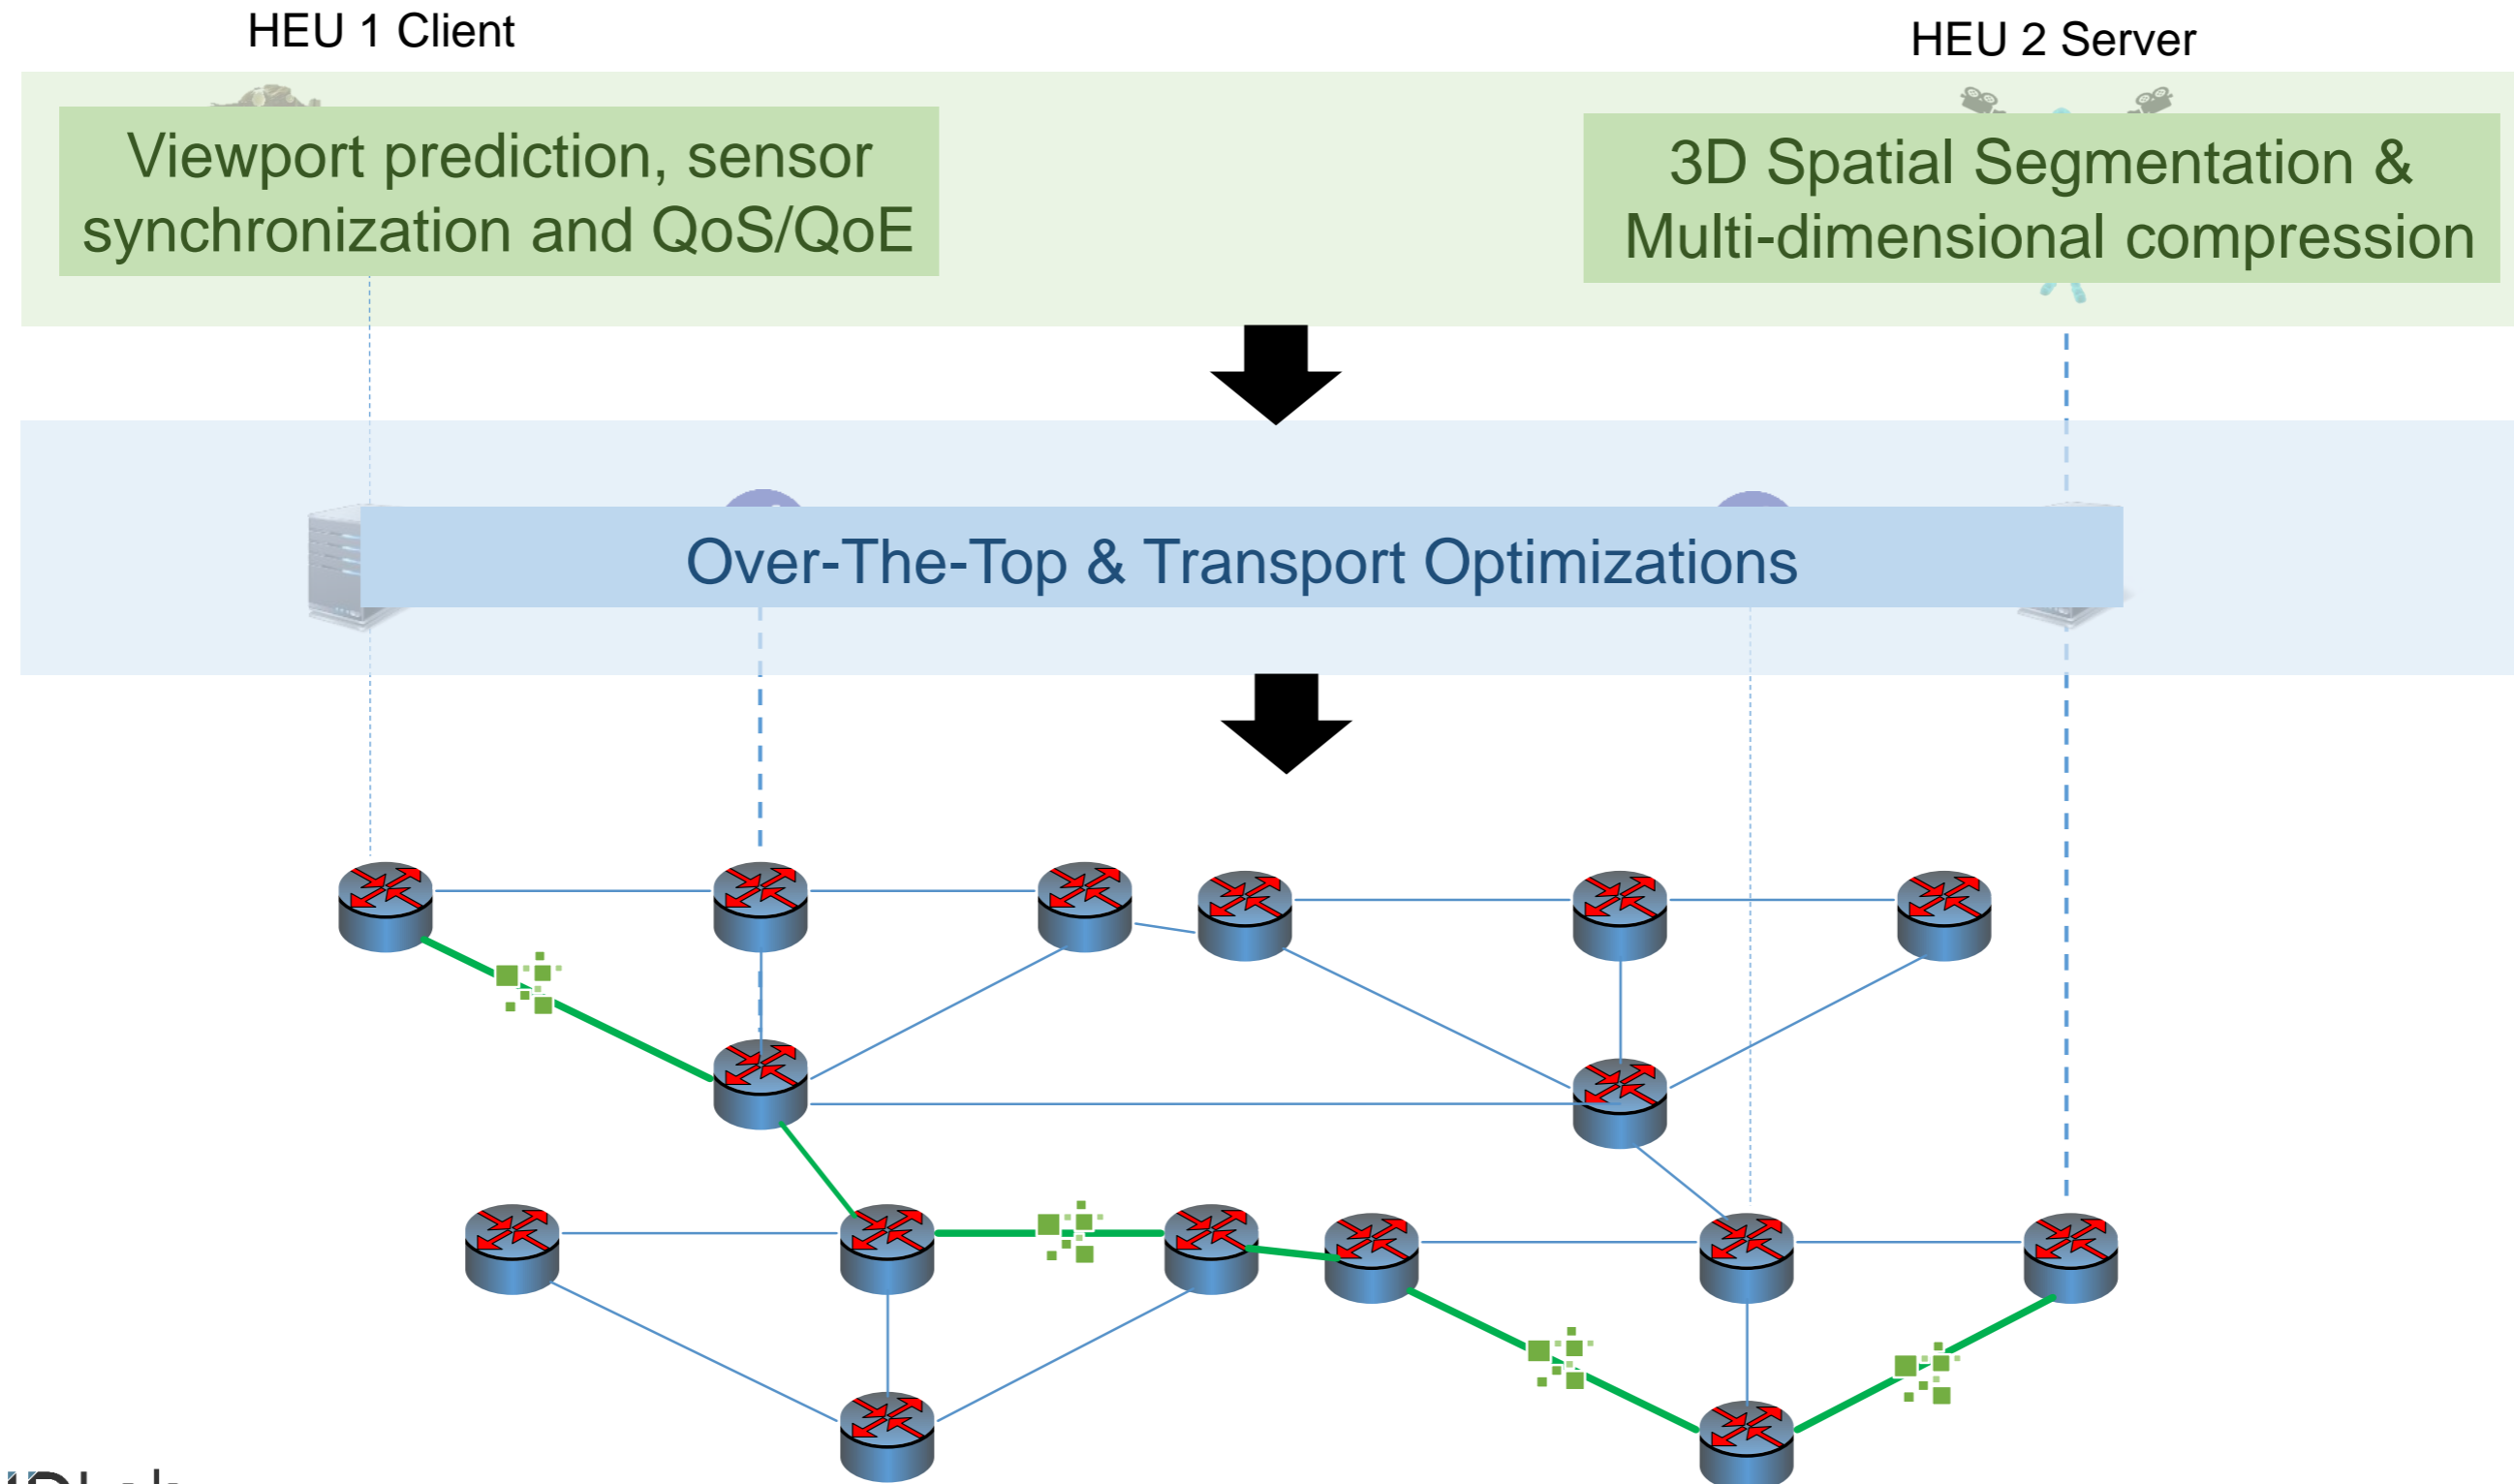 HEU 1 Client
HEU 2 Server
Viewport prediction, sensor
synchronization and QoS/QoE
3D Spatial Segmentation &
Multi-dimensional compression
Over-The-Top & Transport Optimizations